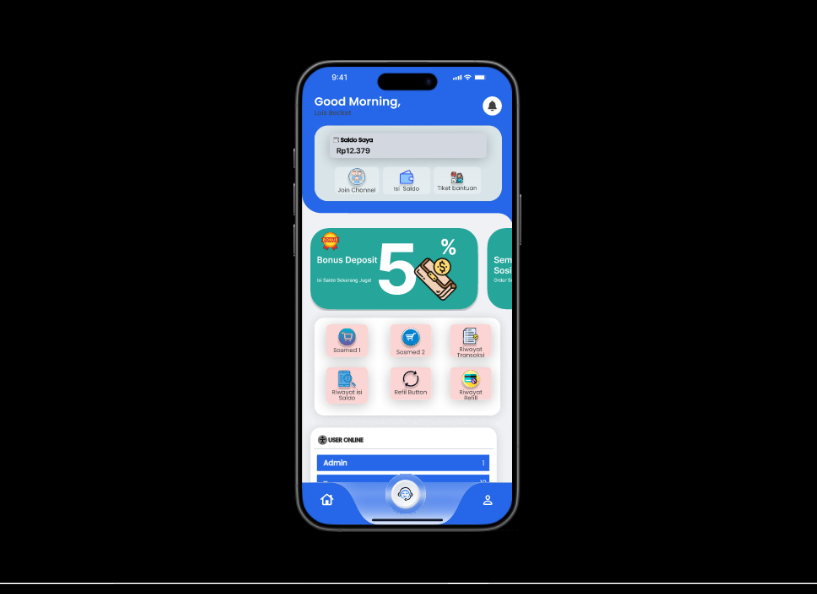 9:41
Good Morning,
Saldo Saya
Rp12.379
Join Channel
Isi Saldo
Tiket bantuan
BONUS
Bonus Deposit
5%
Isi Saldo Sekarang, Juga!
Sem
Sosi
Order S
Sosmed 1
Sosmed 2
Riwayat
Transaksi
Riwayat Isi
Saldo
Refil Button
Riwayat
Refill
USER ONLINE
Admin 1